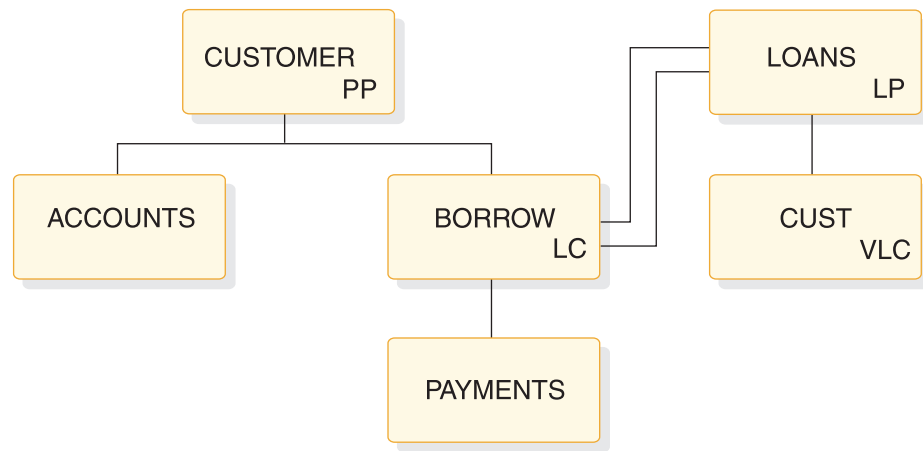 CUSTOMER
PP
LOANS
LP
ACCOUNTS
BORROW
LC
CUST
VLC
PAYMENTS